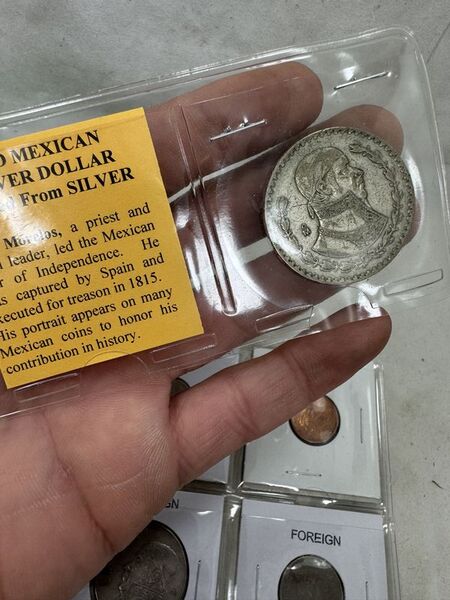 MEXICAN
DOLLAR
From SILVER
Morelos, a priest and
leader, led the Mexican
of Independence. He
captured by Spain and
executed for treason in 1815.
His portrait appears on many
Mexican coins to honor his
contribution in history.
FOREIGN